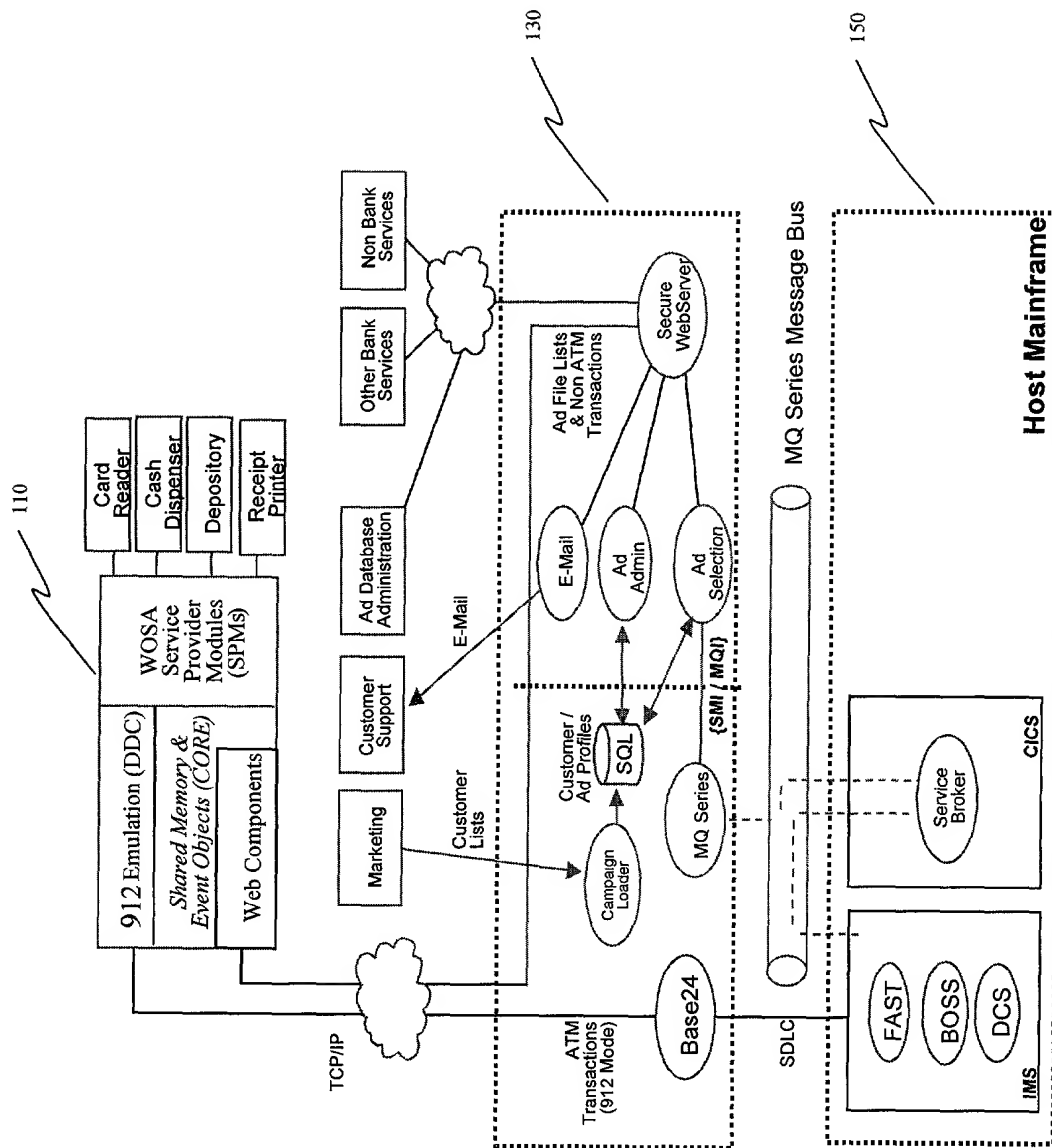 110
912 Emulation (DDC)
Shared Memory &
Event Objects (CORE)
Web Components
WOSA
Service
Provider
Modules
(SPMs)
Card
Reader
Cash
Dispenser
Depository
Receipt
Printer
TCP/IP
Marketing
Customer
Support
Ad Database
Administration
Other Bank
Services
Non Bank
Services
Customer
Lists
E-Mail
130
ATM
Transactions
(912 Mode)
Base24
Campaign
Loader
Customer /
Ad Profiles
SQL
MQ Series
{SMI / MQI}
E-Mail
Ad
Admin
Ad
Selection
Ad File Lists
& Non ATM
Transactions
Secure
WebServer
SDLC
MQ Series Message Bus
150
IMS
FAST
BOSS
DCS
CICS
Service
Broker
Host Mainframe